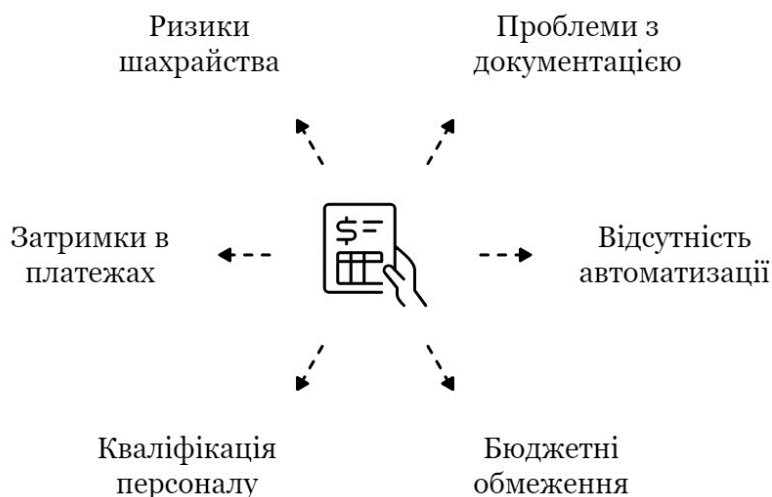 Ризики
шахрайства
Проблеми з
документацією
Затримки в
платежах
$
Відсутність
автоматизації
Кваліфікація
персоналу
Бюджетні
обмеження